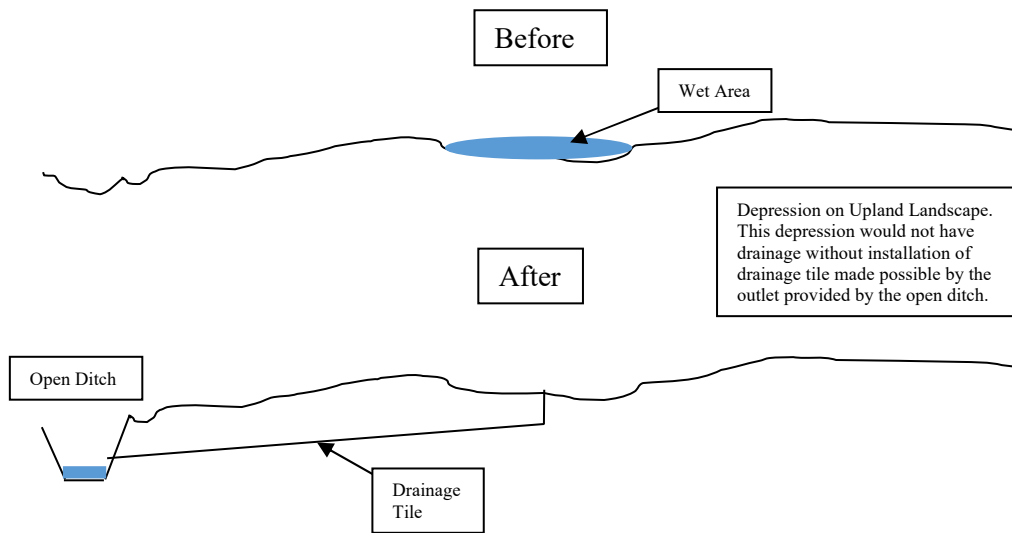 Before
Wet Area
Depression on Upland Landscape.
This depression would not have
drainage without installation of
drainage tile made possible by the
outlet provided by the open ditch.
After
Open Ditch
Drainage
Tile